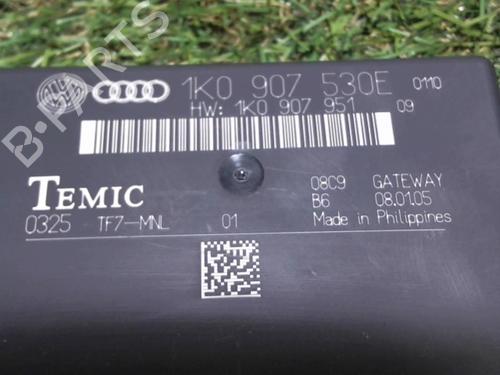 1K0 907 530E 0110
HW: 1K0 907 951 09
TEMIC
08C9 GATEWAY
B6 08.01.05
0325 TF7-MNL 01
Made in Philippines
B-PARTS